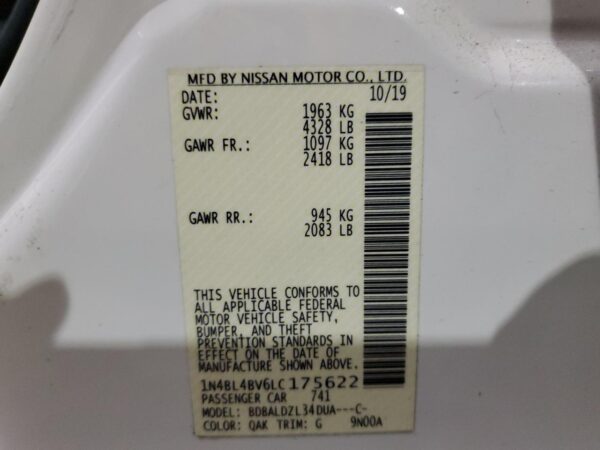 MFD BY NISSAN MOTOR CO., LTD.
DATE: 10/19
GVWR: 1963 KG
4328 LB
GAWR FR.: 1097 KG
2418 LB
GAWR RR.: 945 KG
2083 LB
THIS VEHICLE CONFORMS TO
ALL APPLICABLE FEDERAL
MOTOR VEHICLE SAFETY,
BUMPER, AND THEFT
PREVENTION STANDARDS IN
EFFECT ON THE DATE OF
MANUFACTURE SHOWN ABOVE.
1N4BL4BV6LC175622
PASSENGER CAR 741
MODEL: BDBALDZL34DUA---C-
COLOR: QAK TRIM: G 9N00A